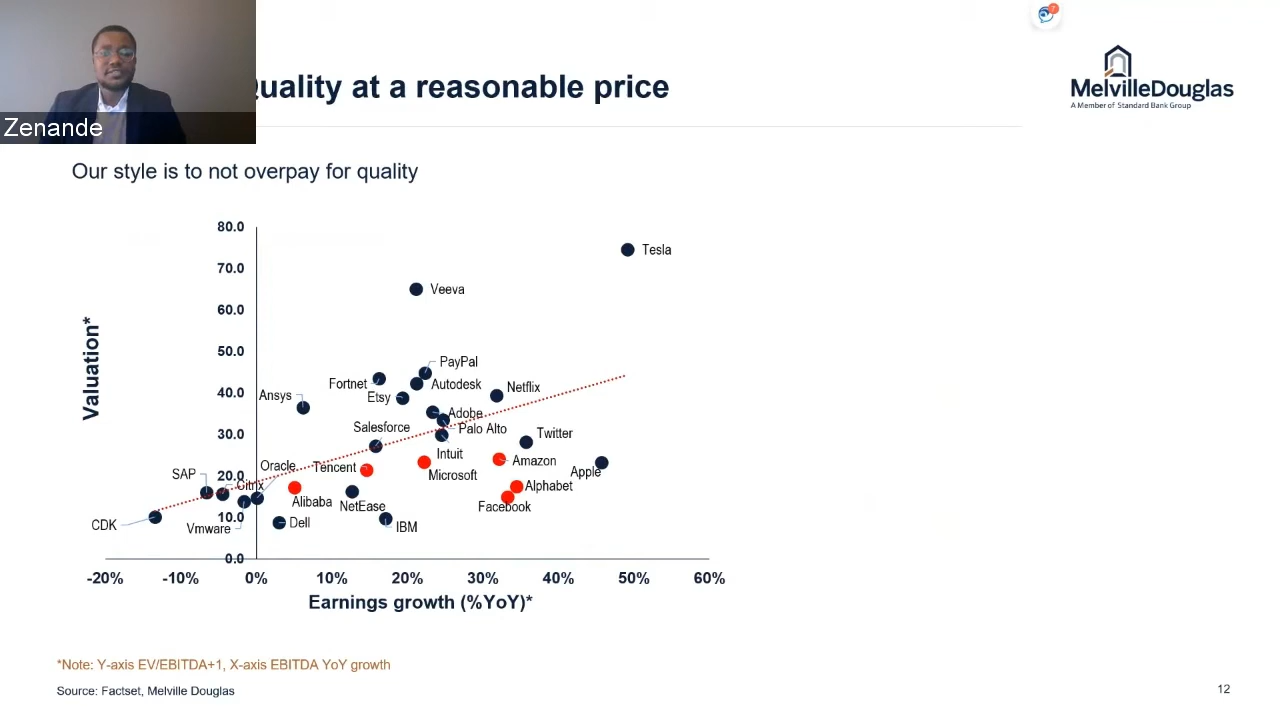 7
Zenande
uality at a reasonable price
MelvilleDouglas
A Member of Standard Bank Group
Our style is to not overpay for quality
Valuation*
80.0
70.0
60.0
50.0
40.0
30.0
20.0
10.0
0.0
-20%
-10%
0%
10%
20%
30%
40%
50%
60%
Tesla
Veeva
PayPal
Fortnet
Autodesk
Netflix
Ansys
Etsy
Adobe
Salesforce
Palo Alto
Twitter
Intuit
Oracle
Tencent
Amazon
SAP
Microsoft
Apple
Citrix
Alphabet
Alibaba
NetEase
Facebook
CDK
Vmware
Dell
IBM
Earnings growth (%YoY)*
*Note: Y-axis EV/EBITDA+1, X-axis EBITDA YoY growth
Source: Factset, Melville Douglas
12